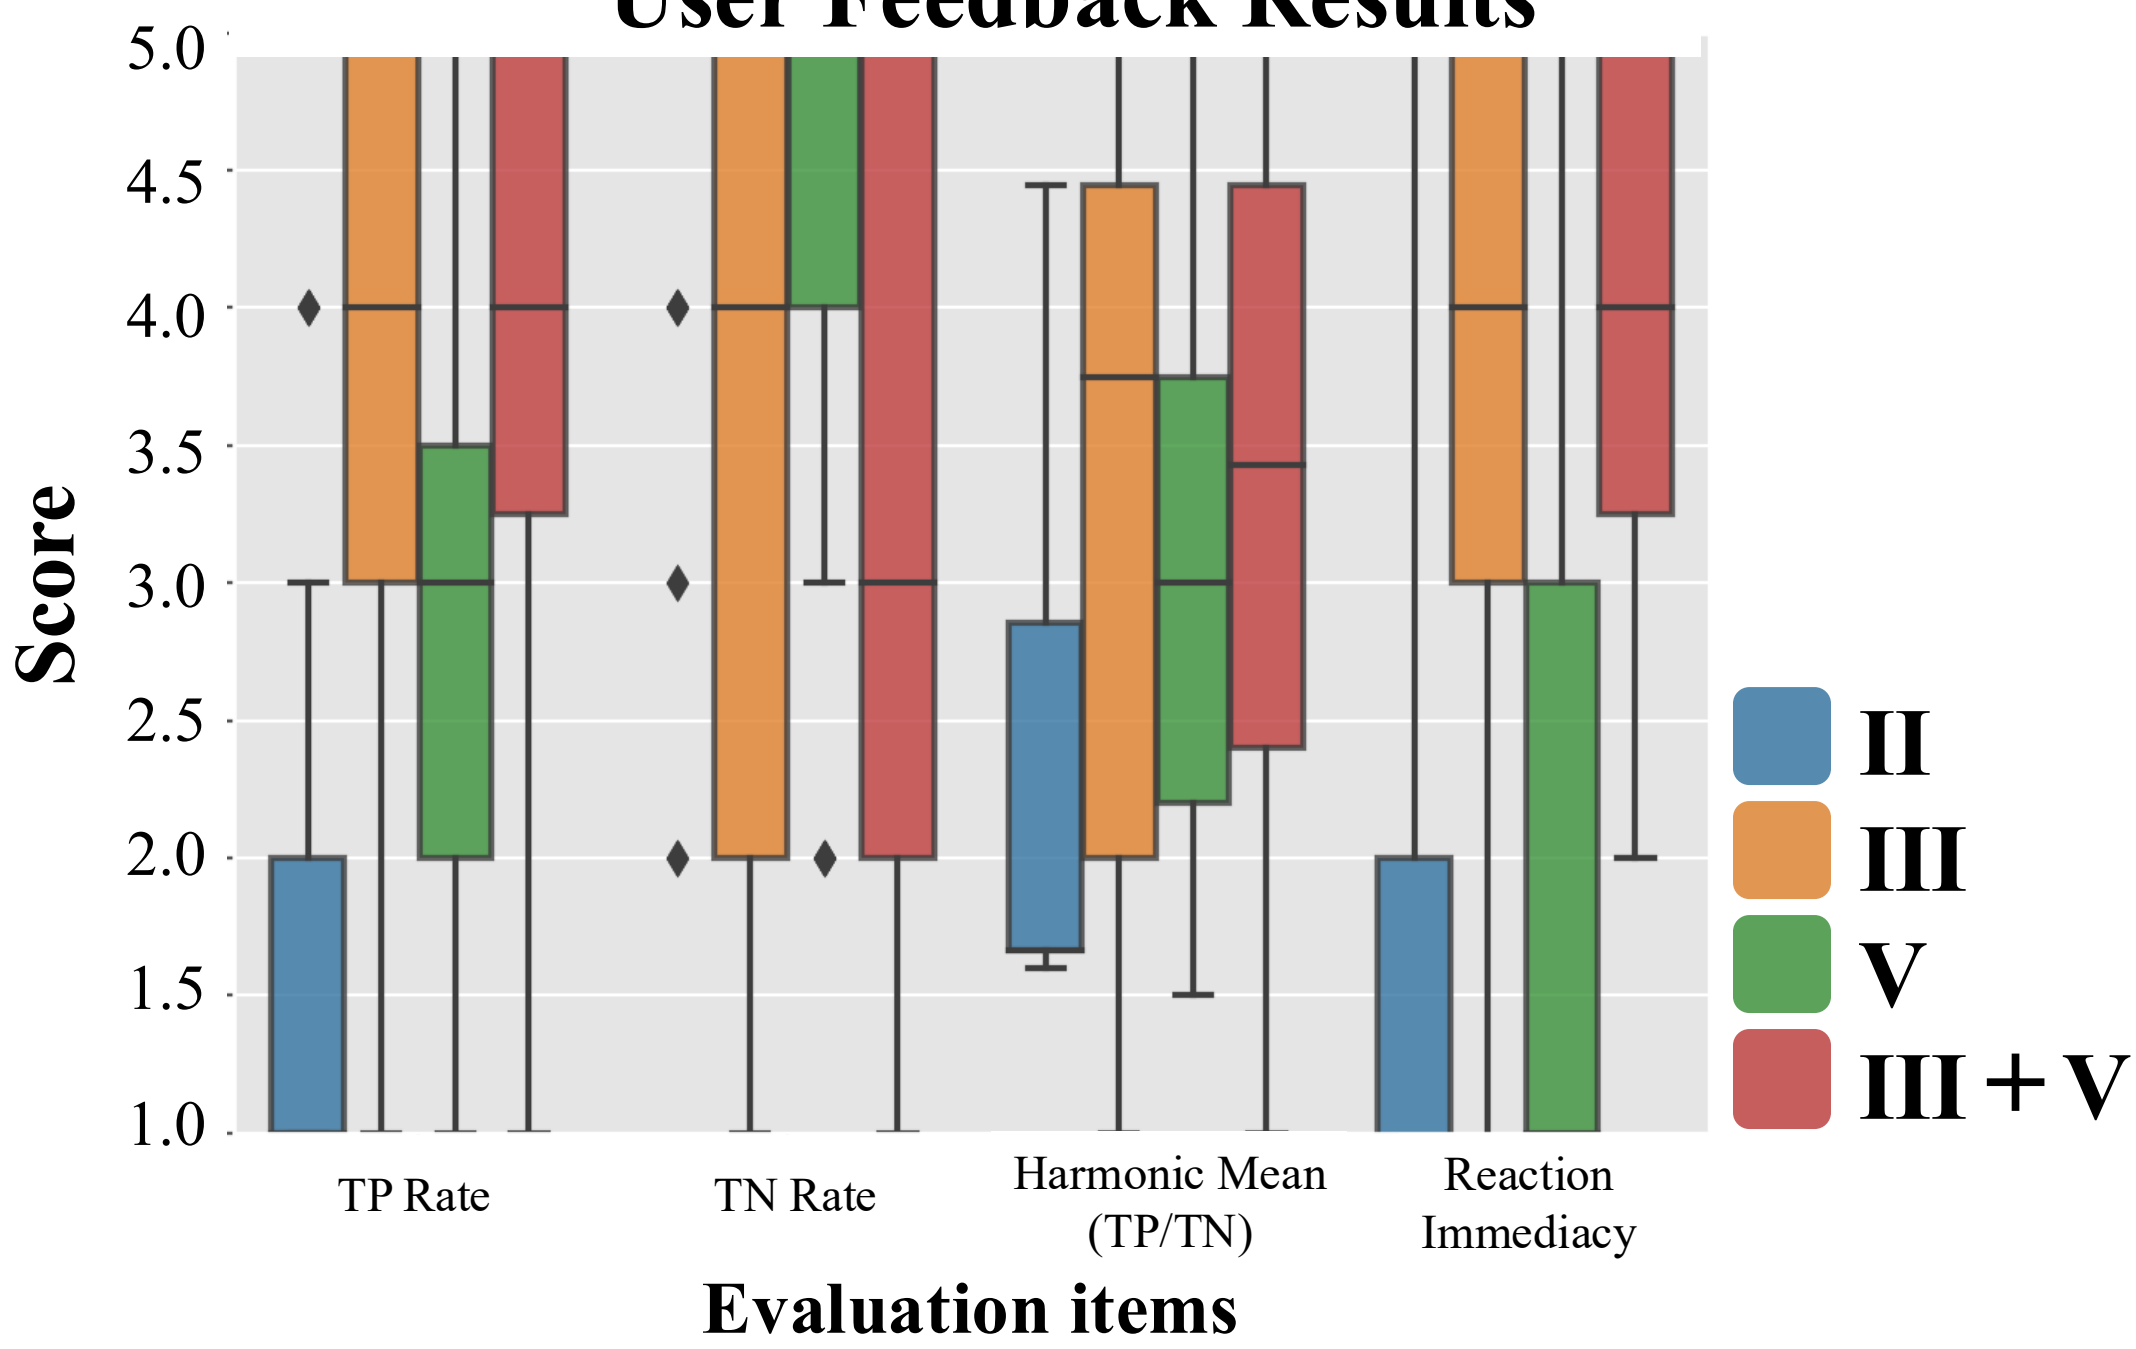 User Feedback Results
5.0
4.5
4.0
3.5
3.0
2.5
2.0
1.5
1.0
Score
TP Rate
TN Rate
Harmonic Mean
(TP/TN)
Reaction
Immediacy
Evaluation items
II
III
V
III + V